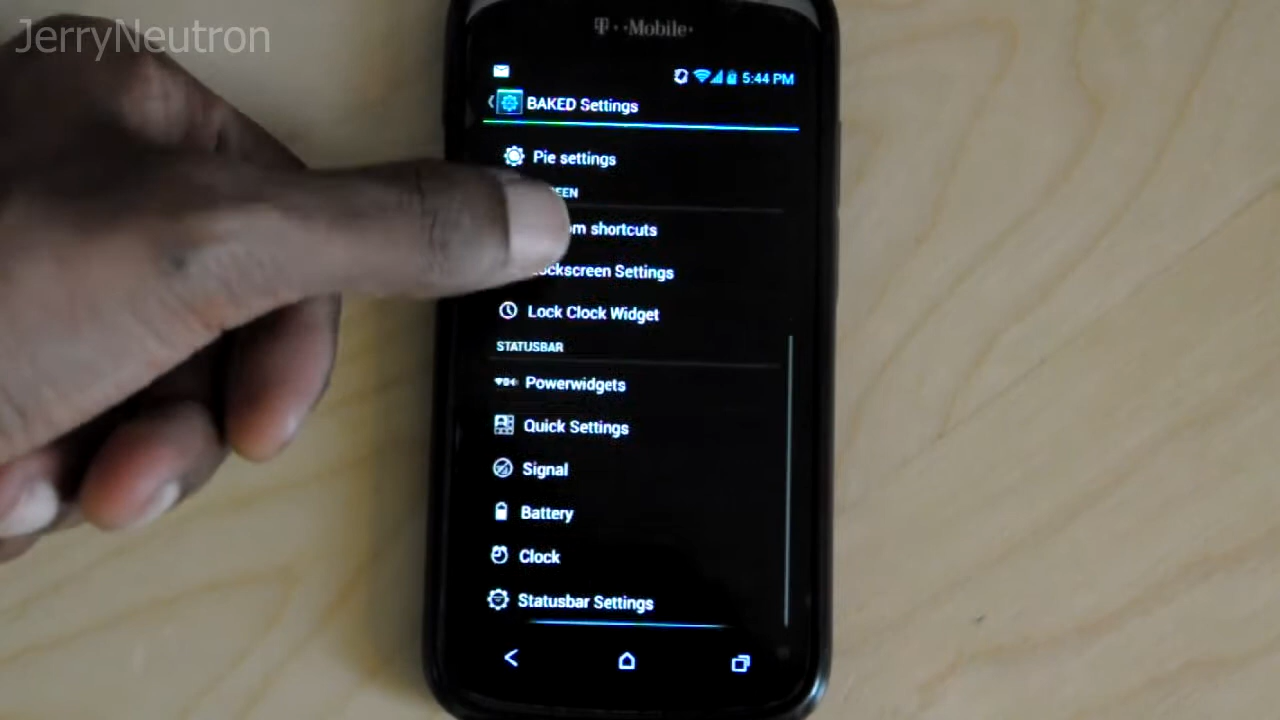 JerryNeutron
T··Mobile·
5:44 PM
BAKED Settings
Pie settings
shortcuts
Settings
Lock Clock Widget
STATUSBAR
Powerwidgets
Quick Settings
Signal
Battery
Clock
Statusbar Settings